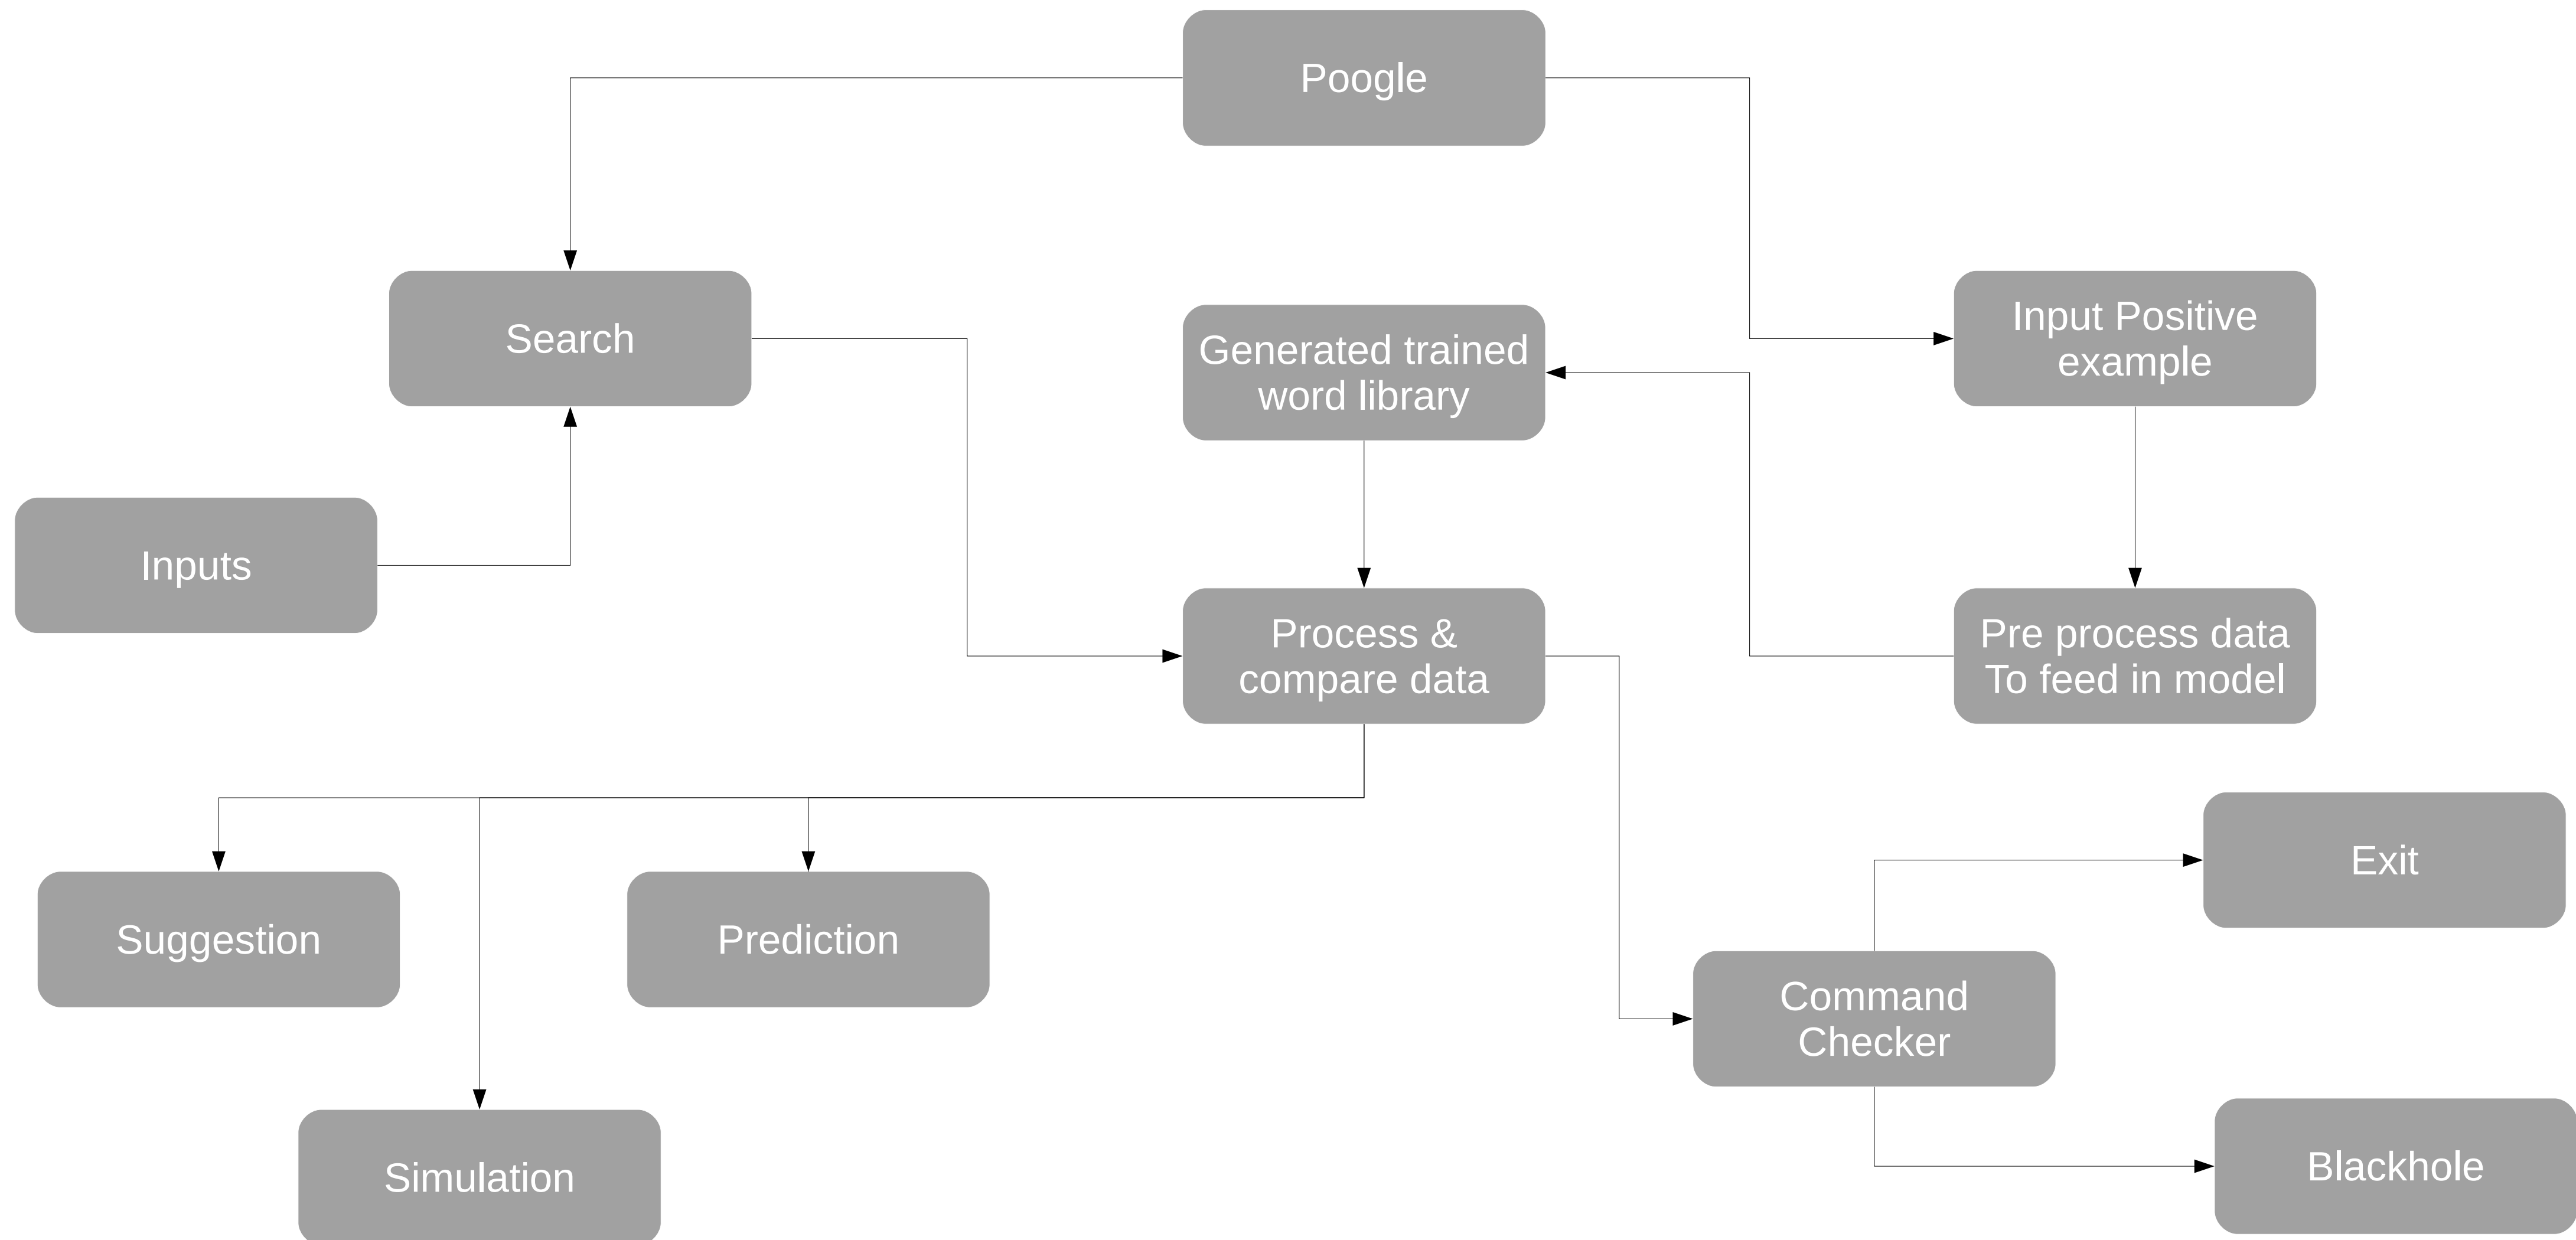 Poogle
Search
Generated trained
word library
Input Positive
example
Inputs
Process &
compare data
Pre process data
To feed in model
Suggestion
Prediction
Exit
Command
Checker
Simulation
Blackhole